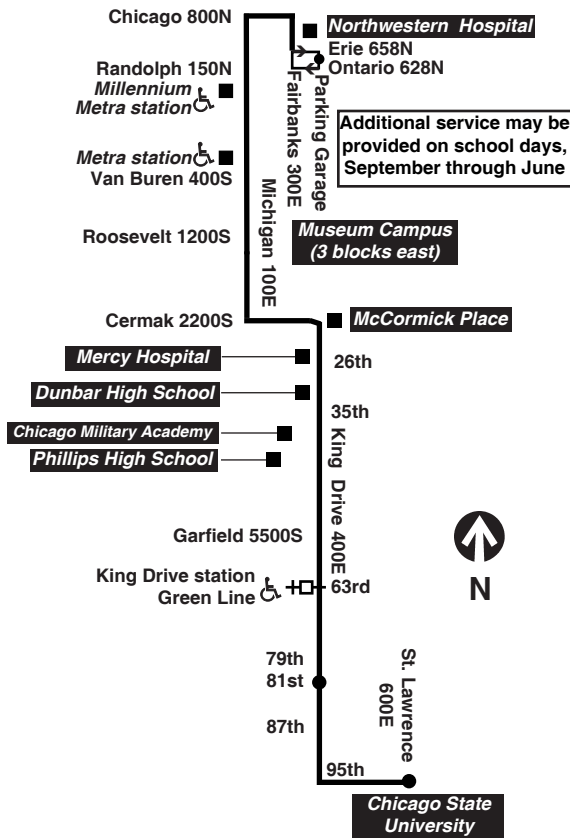 Chicago 800N
Northwestern Hospital
Erie 658N
Ontario 628N
Randolph 150N
Millennium
Metra station
Fairbanks 300E
Parking Garage
Additional service may be
provided on school days,
September through June
Metra station
Van Buren 400S
Michigan 100E
Roosevelt 1200S
Museum Campus
(3 blocks east)
Cermak 2200S
McCormick Place
Mercy Hospital
26th
Dunbar High School
35th
Chicago Military Academy
Phillips High School
King Drive 400E
Garfield 5500S
King Drive station
Green Line
63rd
N
79th
81st
St. Lawrence
600E
87th
95th
Chicago State
University